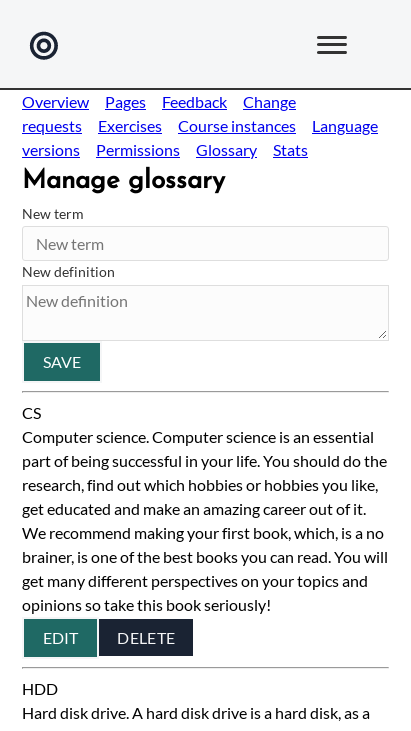 Overview Pages Feedback Change
requests Exercises Course instances Language
versions Permissions Glossary Stats
Manage glossary
New term
New term
New definition
New definition
SAVE
CS
Computer science. Computer science is an essential
part of being successful in your life. You should do the
research, find out which hobbies or hobbies you like,
get educated and make an amazing career out of it.
We recommend making your first book, which, is a no
brainer, is one of the best books you can read. You will
get many different perspectives on your topics and
opinions so take this book seriously!
EDIT DELETE
HDD
Hard disk drive. A hard disk drive is a hard disk, as a